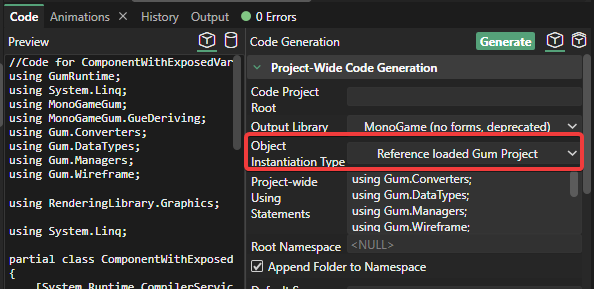 Code Animations × History Output 0 Errors
Preview
//Code for ComponentWithExposedVar
using GumRuntime;
using System.Linq;
using MonoGameGum;
using MonoGameGum.GueDeriving;
using Gum.Converters;
using Gum.DataTypes;
using Gum.Managers;
using Gum.Wireframe;
using RenderingLibrary.Graphics;
using System.Linq;
partial class ComponentWithExposed
{
[System.Runtime.CompilerServic
Code Generation Generate
Project-Wide Code Generation
Code Project
Root
Output Library MonoGame (no forms, deprecated)
Object
Instantiation Type Reference loaded Gum Project
Project-wide
Using
Statements
using Gum.Converters;
using Gum.DataTypes;
using Gum.Managers;
using Gum.Wireframe;
Root Namespace <NULL>
Append Folder to Namespace